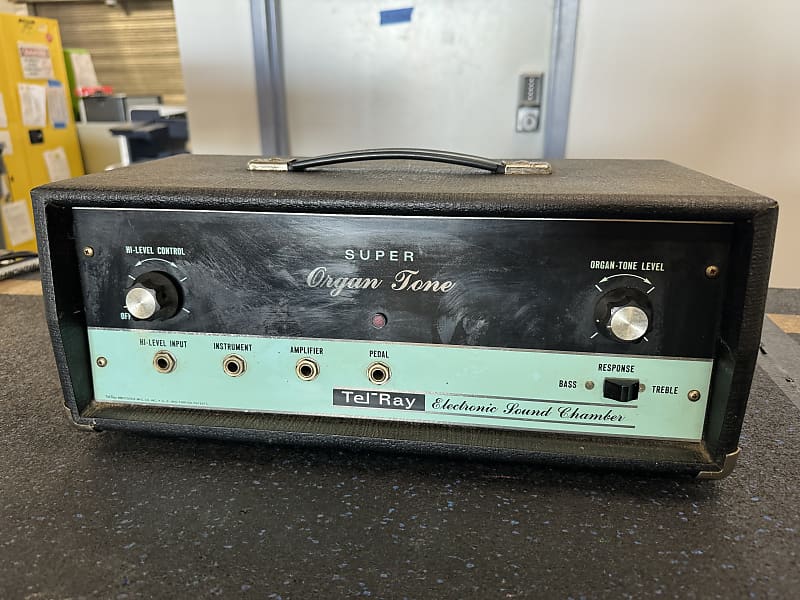 SUPER
Organ Tone
HI-LEVEL CONTROL
OFF
ORGAN-TONE LEVEL
HI-LEVEL INPUT
INSTRUMENT
AMPLIFIER
PEDAL
RESPONSE
BASS
TREBLE
Tel-Ray Electronic Sound Chamber